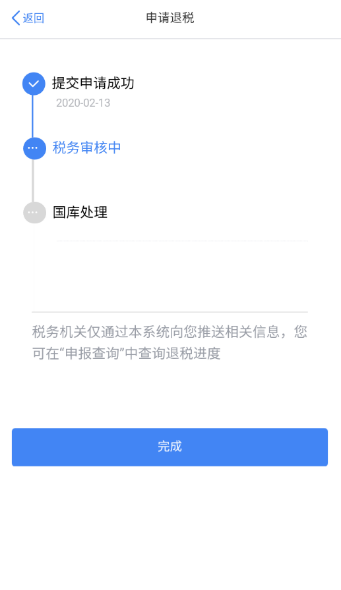 返回
申请退税
提交申请成功
2020-02-13
税务审核中
国库处理
税务机关仅通过本系统向您推送相关信息，您
可在“申报查询”中查询退税进度
完成